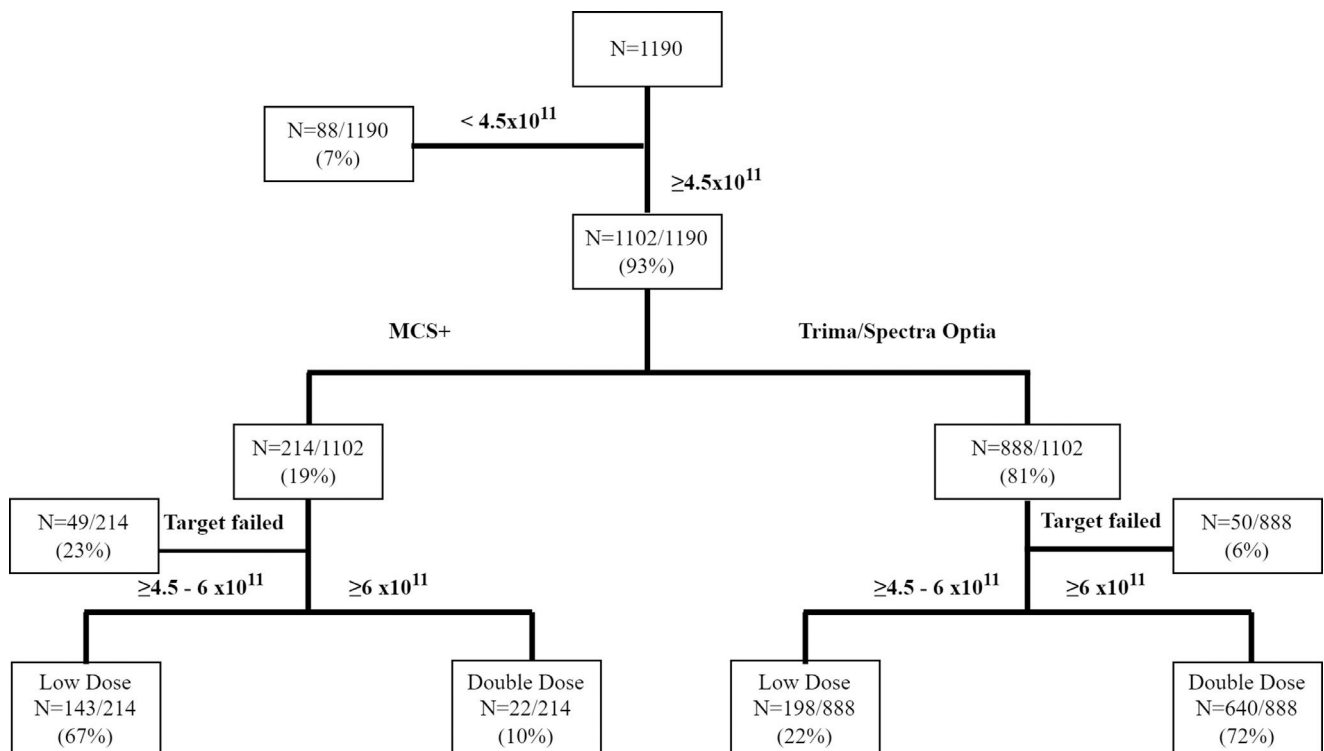 N=1190
< 4.5x10¹¹
N=88/1190
(7%)
≥4.5x10¹¹
N=1102/1190
(93%)
MCS+
Trima/Spectra Optia
N=214/1102
(19%)
N=888/1102
(81%)
N=49/214
(23%)
Target failed
Target failed
N=50/888
(6%)
≥4.5 - 6 x10¹¹
≥6 x10¹¹
≥4.5 - 6 x10¹¹
≥6 x10¹¹
Low Dose
N=143/214
(67%)
Double Dose
N=22/214
(10%)
Low Dose
N=198/888
(22%)
Double Dose
N=640/888
(72%)